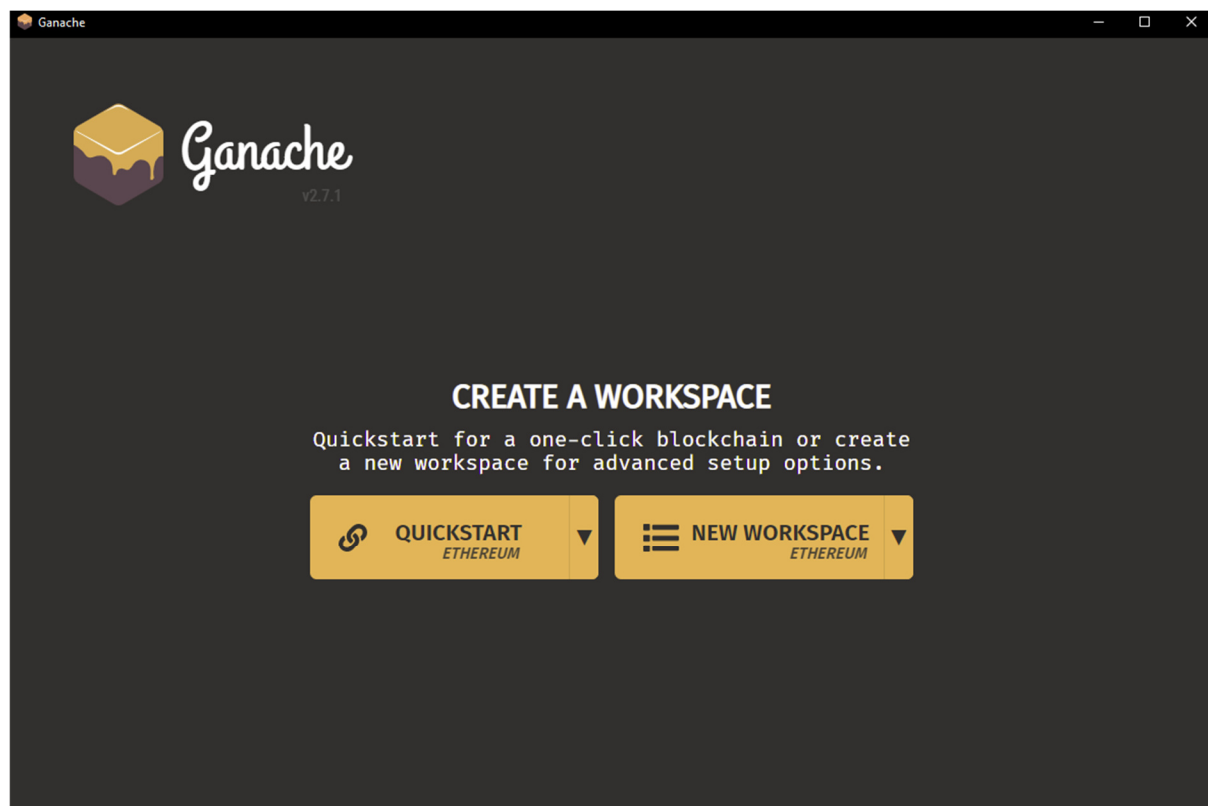 Ganache
Ganache
v2.7.1
CREATE A WORKSPACE
Quickstart for a one-click blockchain or create
a new workspace for advanced setup options.
QUICKSTART
ETHEREUM
NEW WORKSPACE
ETHEREUM